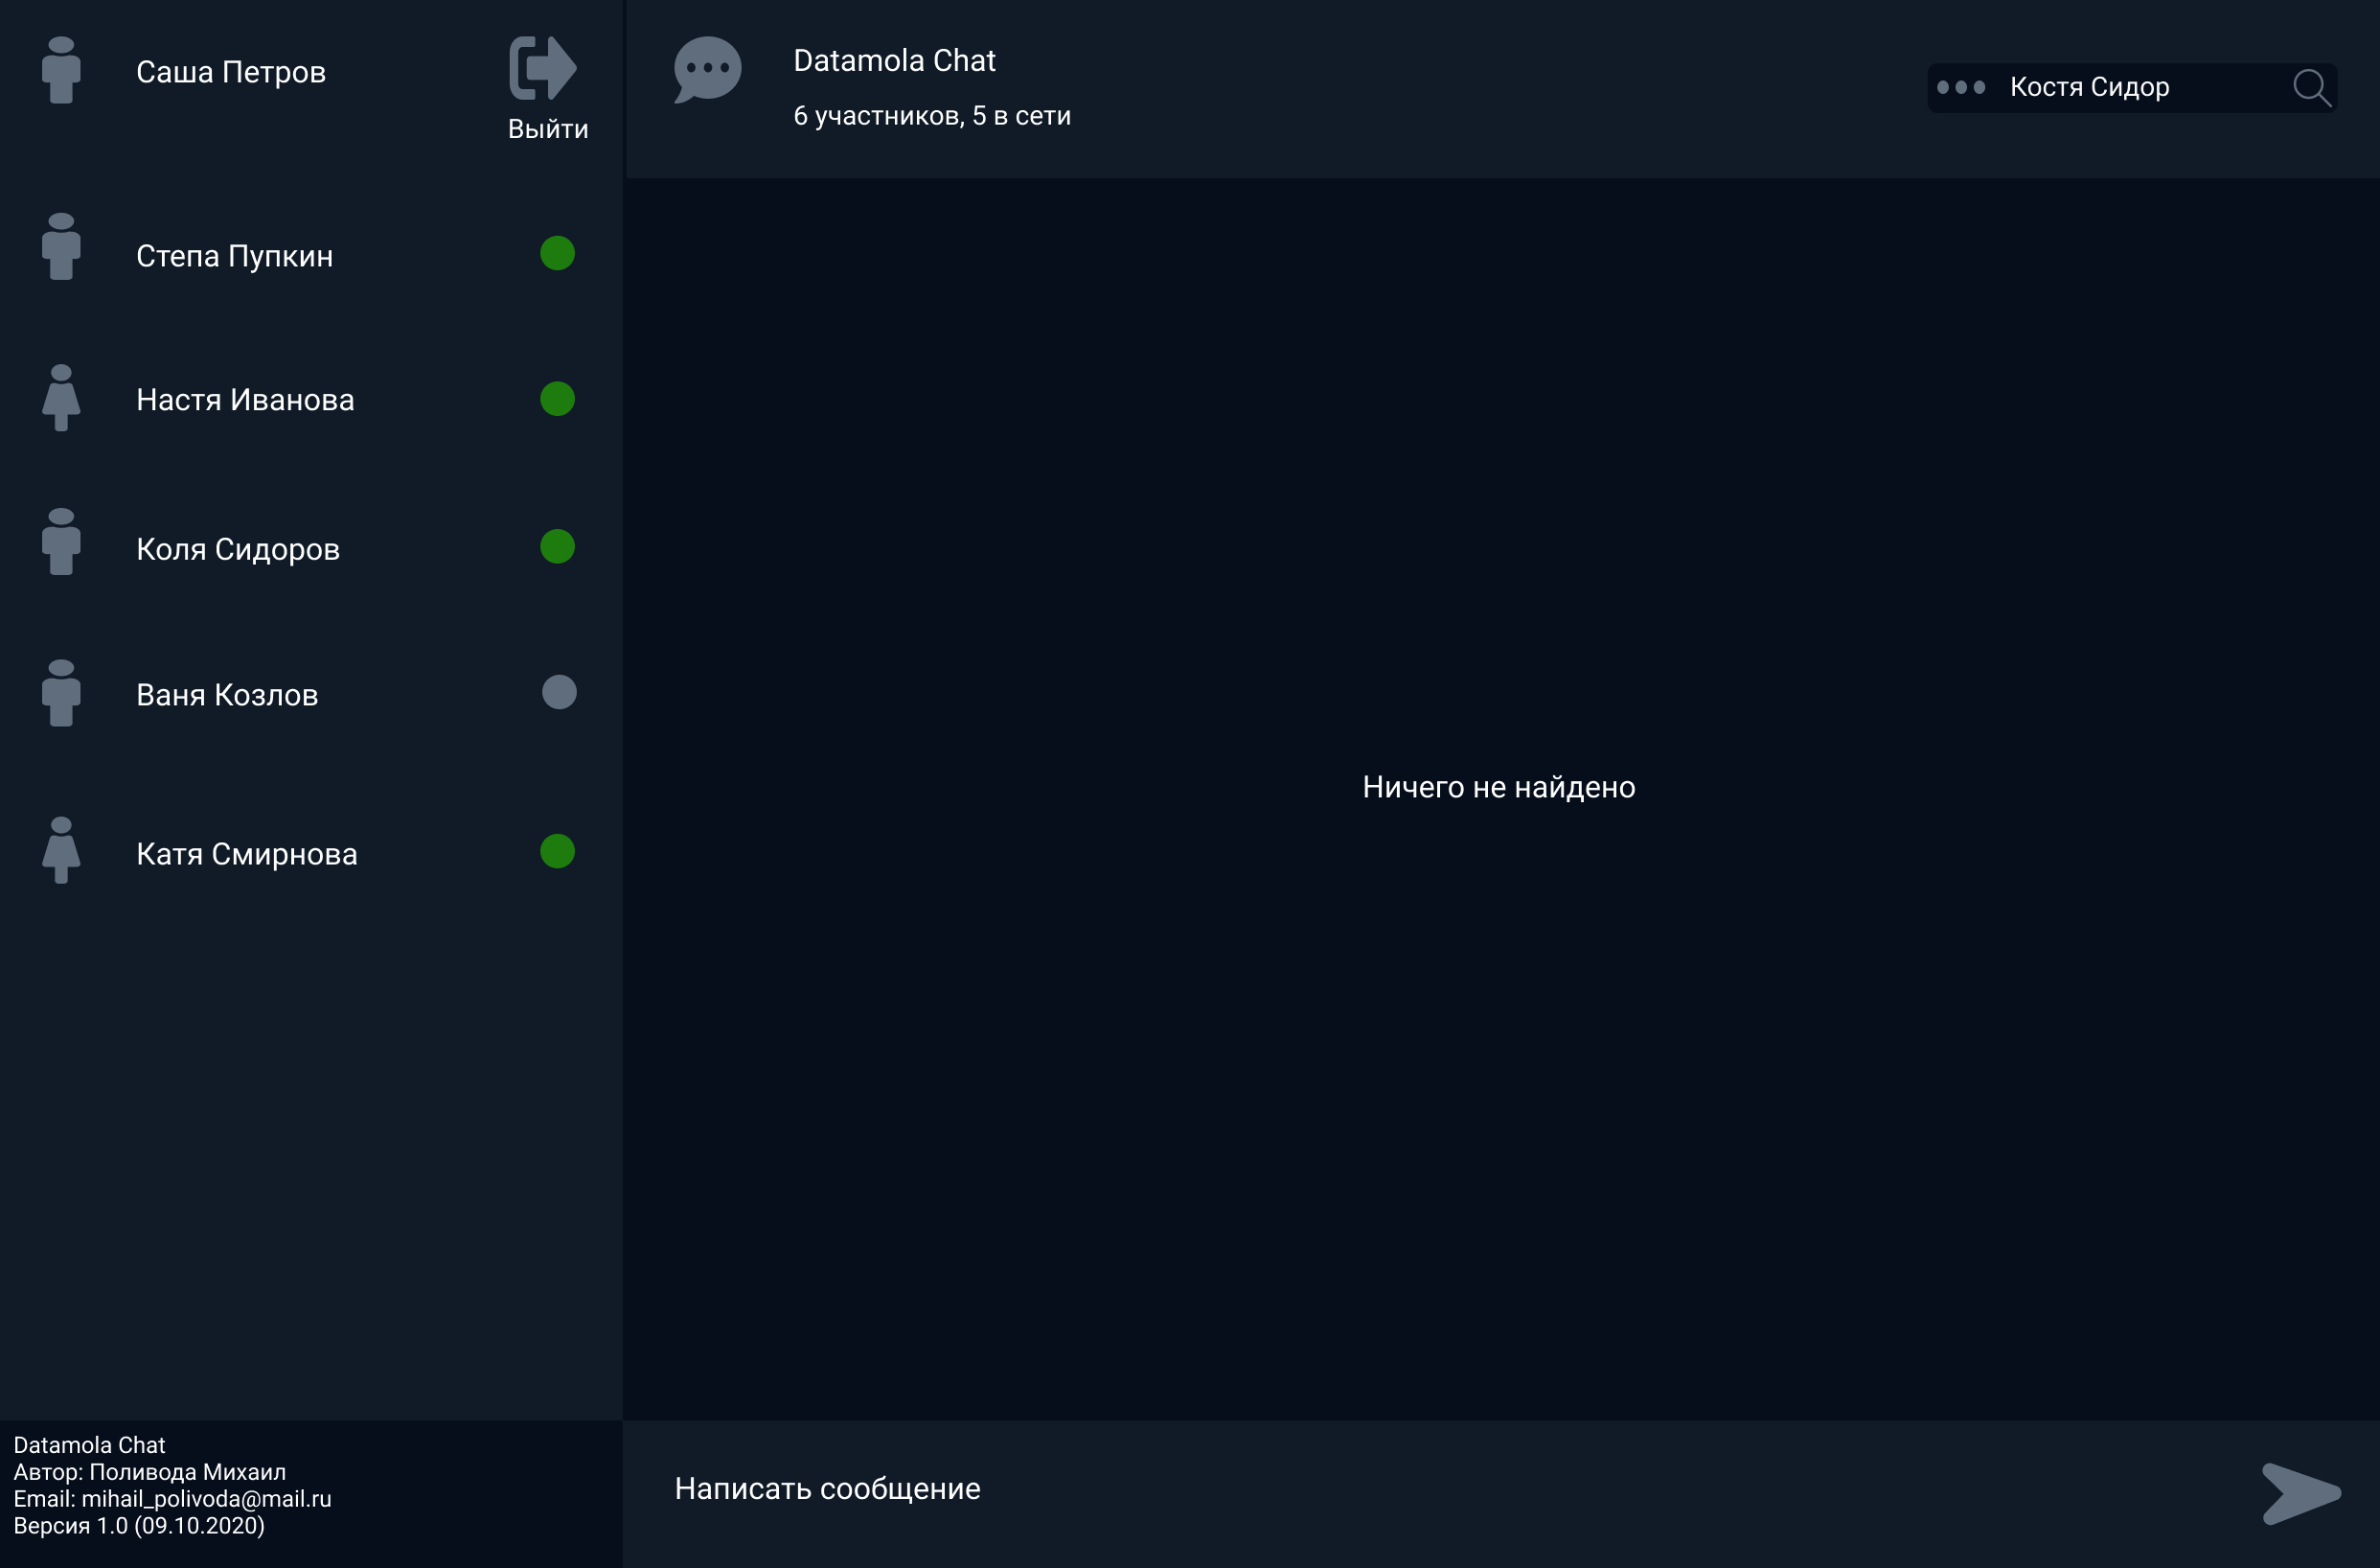 Саша Петров
Выйти
Степа Пупкин
Настя Иванова
Коля Сидоров
Ваня Козлов
Катя Смирнова
Datamola Chat
Автор: Поливода Михаил
Email: mihail_polivoda@mail.ru
Версия 1.0 (09.10.2020)
Datamola Chat
6 участников, 5 в сети
Костя Сидор
Ничего не найдено
Написать сообщение